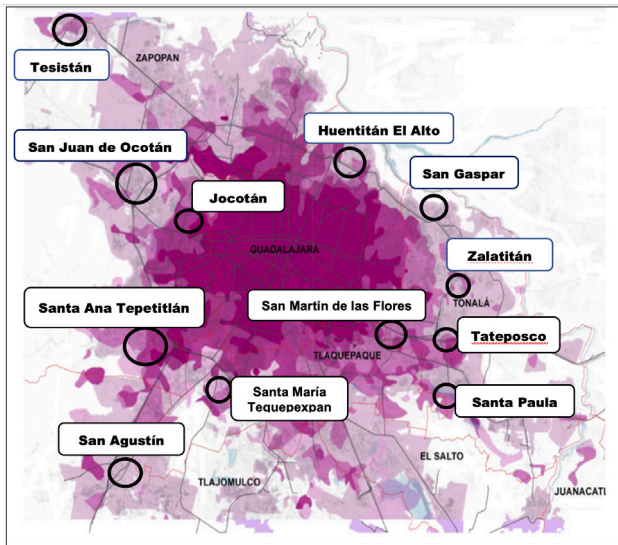 Tesistán
ZAPOPAN
Huentitán El Alto
San Juan de Ocotán
San Gaspar
Jocotán
GUADALAJARA
Zalatitán
TONALÁ
Santa Ana Tepetitlán
San Martin de las Flores
Tateposco
TLAQUEPAQUE
Santa María
Tequepexpan
Santa Paula
San Agustín
EL SALTO
TLAJOMULCO
JUANACATL